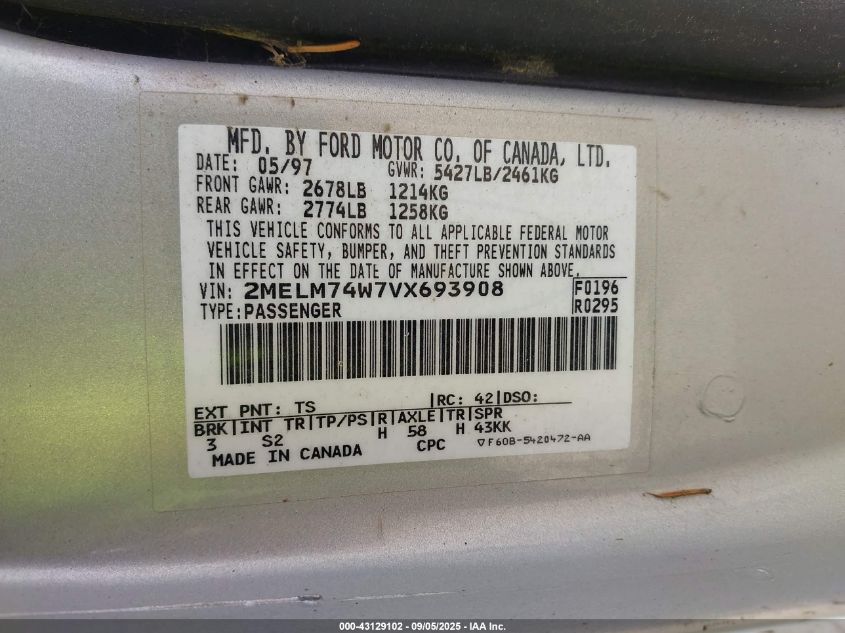 MFD. BY FORD MOTOR CO. OF CANADA, LTD.
DATE: 05/97 GVWR: 5427LB/2461KG
FRONT GAWR: 2678LB 1214KG
REAR GAWR: 2774LB 1258KG
THIS VEHICLE CONFORMS TO ALL APPLICABLE FEDERAL MOTOR
VEHICLE SAFETY, BUMPER, AND THEFT PREVENTION STANDARDS
IN EFFECT ON THE DATE OF MANUFACTURE SHOWN ABOVE.
VIN: 2MELM74W7VX693908 F0196
TYPE: PASSENGER R0295
EXT PNT: TS |RC: 42|DSO:
BRK|INT TR|TP/PS|R|AXLE|TR|SPR
3 S2 H 58 H 43KK
MADE IN CANADA CPC ▽F60B-5420472-AA
000-43129102 - 09/05/2025 - IAA Inc.